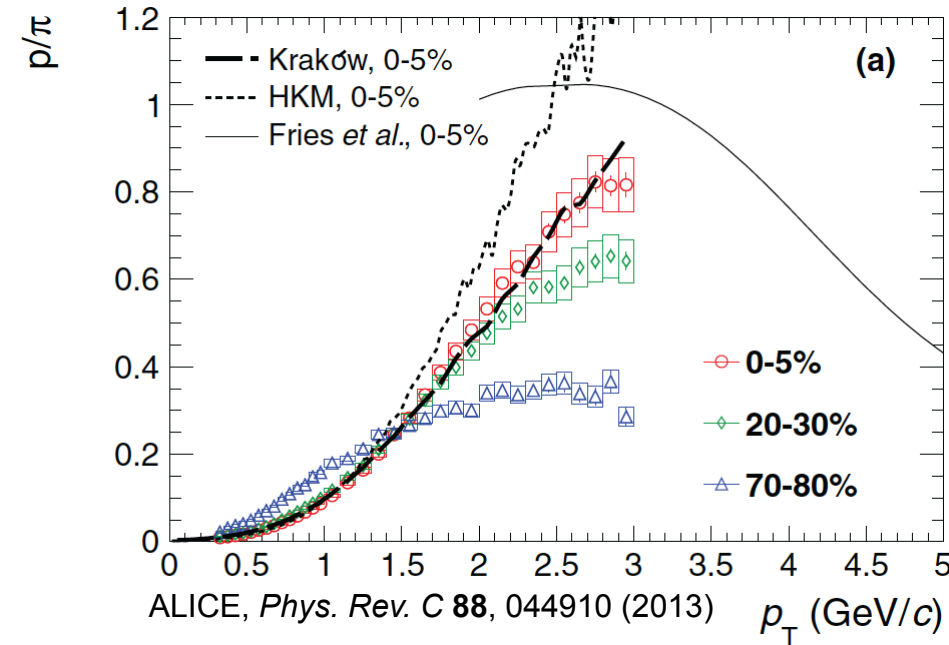 p/π
1.2
1
0.8
0.6
0.4
0.2
0
Kraków, 0-5%
HKM, 0-5%
Fries et al., 0-5%
(a)
0-5%
20-30%
70-80%
0 0.5 1 1.5 2 2.5 3 3.5 4 4.5 5
ALICE, Phys. Rev. C 88, 044910 (2013)
pT (GeV/c)